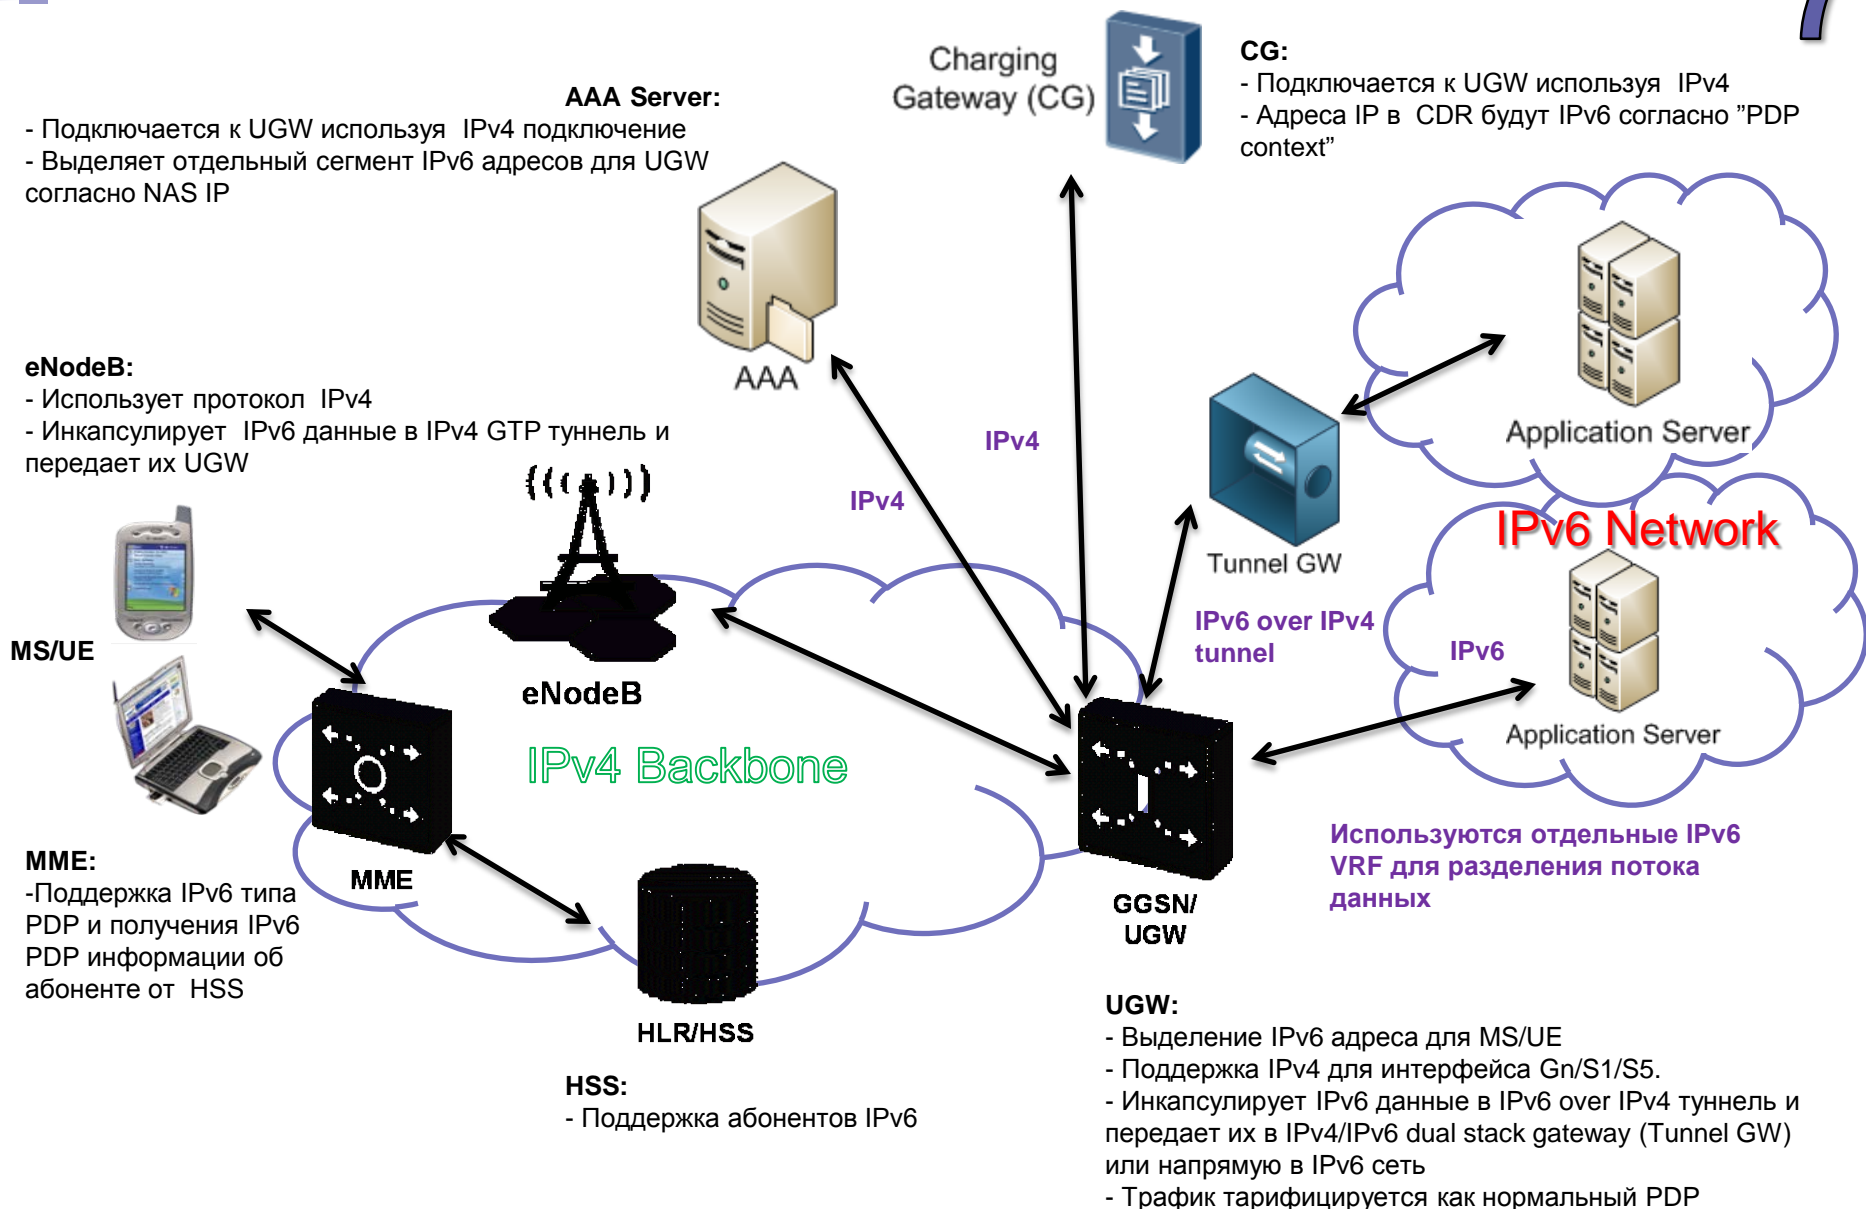 Charging
Gateway (CG)
CG:
- Подключается к UGW используя IPv4
- Адреса IP в CDR будут IPv6 согласно ”PDP
context”
AAA Server:
- Подключается к UGW используя IPv4 подключение
- Выделяет отдельный сегмент IPv6 адресов для UGW
согласно NAS IP
AAA
eNodeB:
- Использует протокол IPv4
- Инкапсулирует IPv6 данные в IPv4 GTP туннель и
передает их UGW
IPv4
IPv4
Application Server
IPv6 Network
Tunnel GW
IPv6 over IPv4
tunnel
IPv6
Application Server
MS/UE
eNodeB
IPv4 Backbone
Используются отдельные IPv6
VRF для разделения потока
данных
MME:
-Поддержка IPv6 типа
PDP и получения IPv6
PDP информации об
абоненте от HSS
MME
GGSN/
UGW
HLR/HSS
HSS:
- Поддержка абонентов IPv6
UGW:
- Выделение IPv6 адреса для MS/UE
- Поддержка IPv4 для интерфейса Gn/S1/S5.
- Инкапсулирует IPv6 данные в IPv6 over IPv4 туннель и
передает их в IPv4/IPv6 dual stack gateway (Tunnel GW)
или напрямую в IPv6 сеть
- Трафик тарифицируется как нормальный PDP